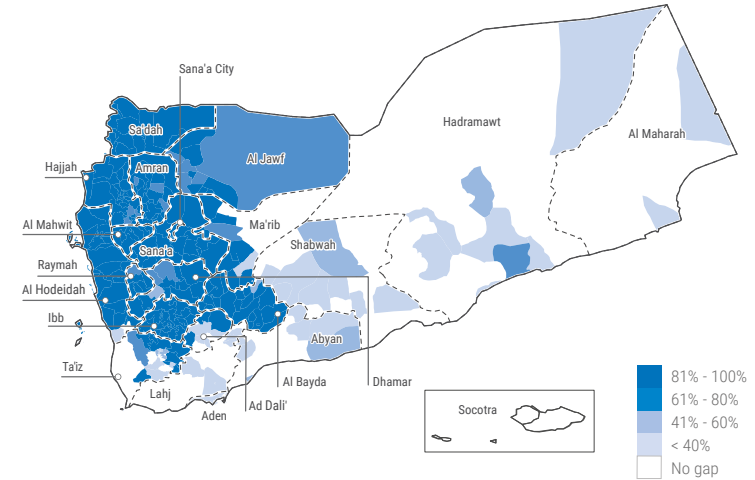 Sana'a City
Hadramawt
Sa'dah
Al Maharah
Al Jawf
Hajjah
Amran
Al Mahwit
Ma'rib
Shabwah
Sana'a
Raymah
Al Hodeidah
Ibb
Abyan
Ta'iz
Al Bayda
Dhamar
Lahj
Ad Dali'
Aden
Socotra
81% - 100%
61% - 80%
41% - 60%
< 40%
No gap